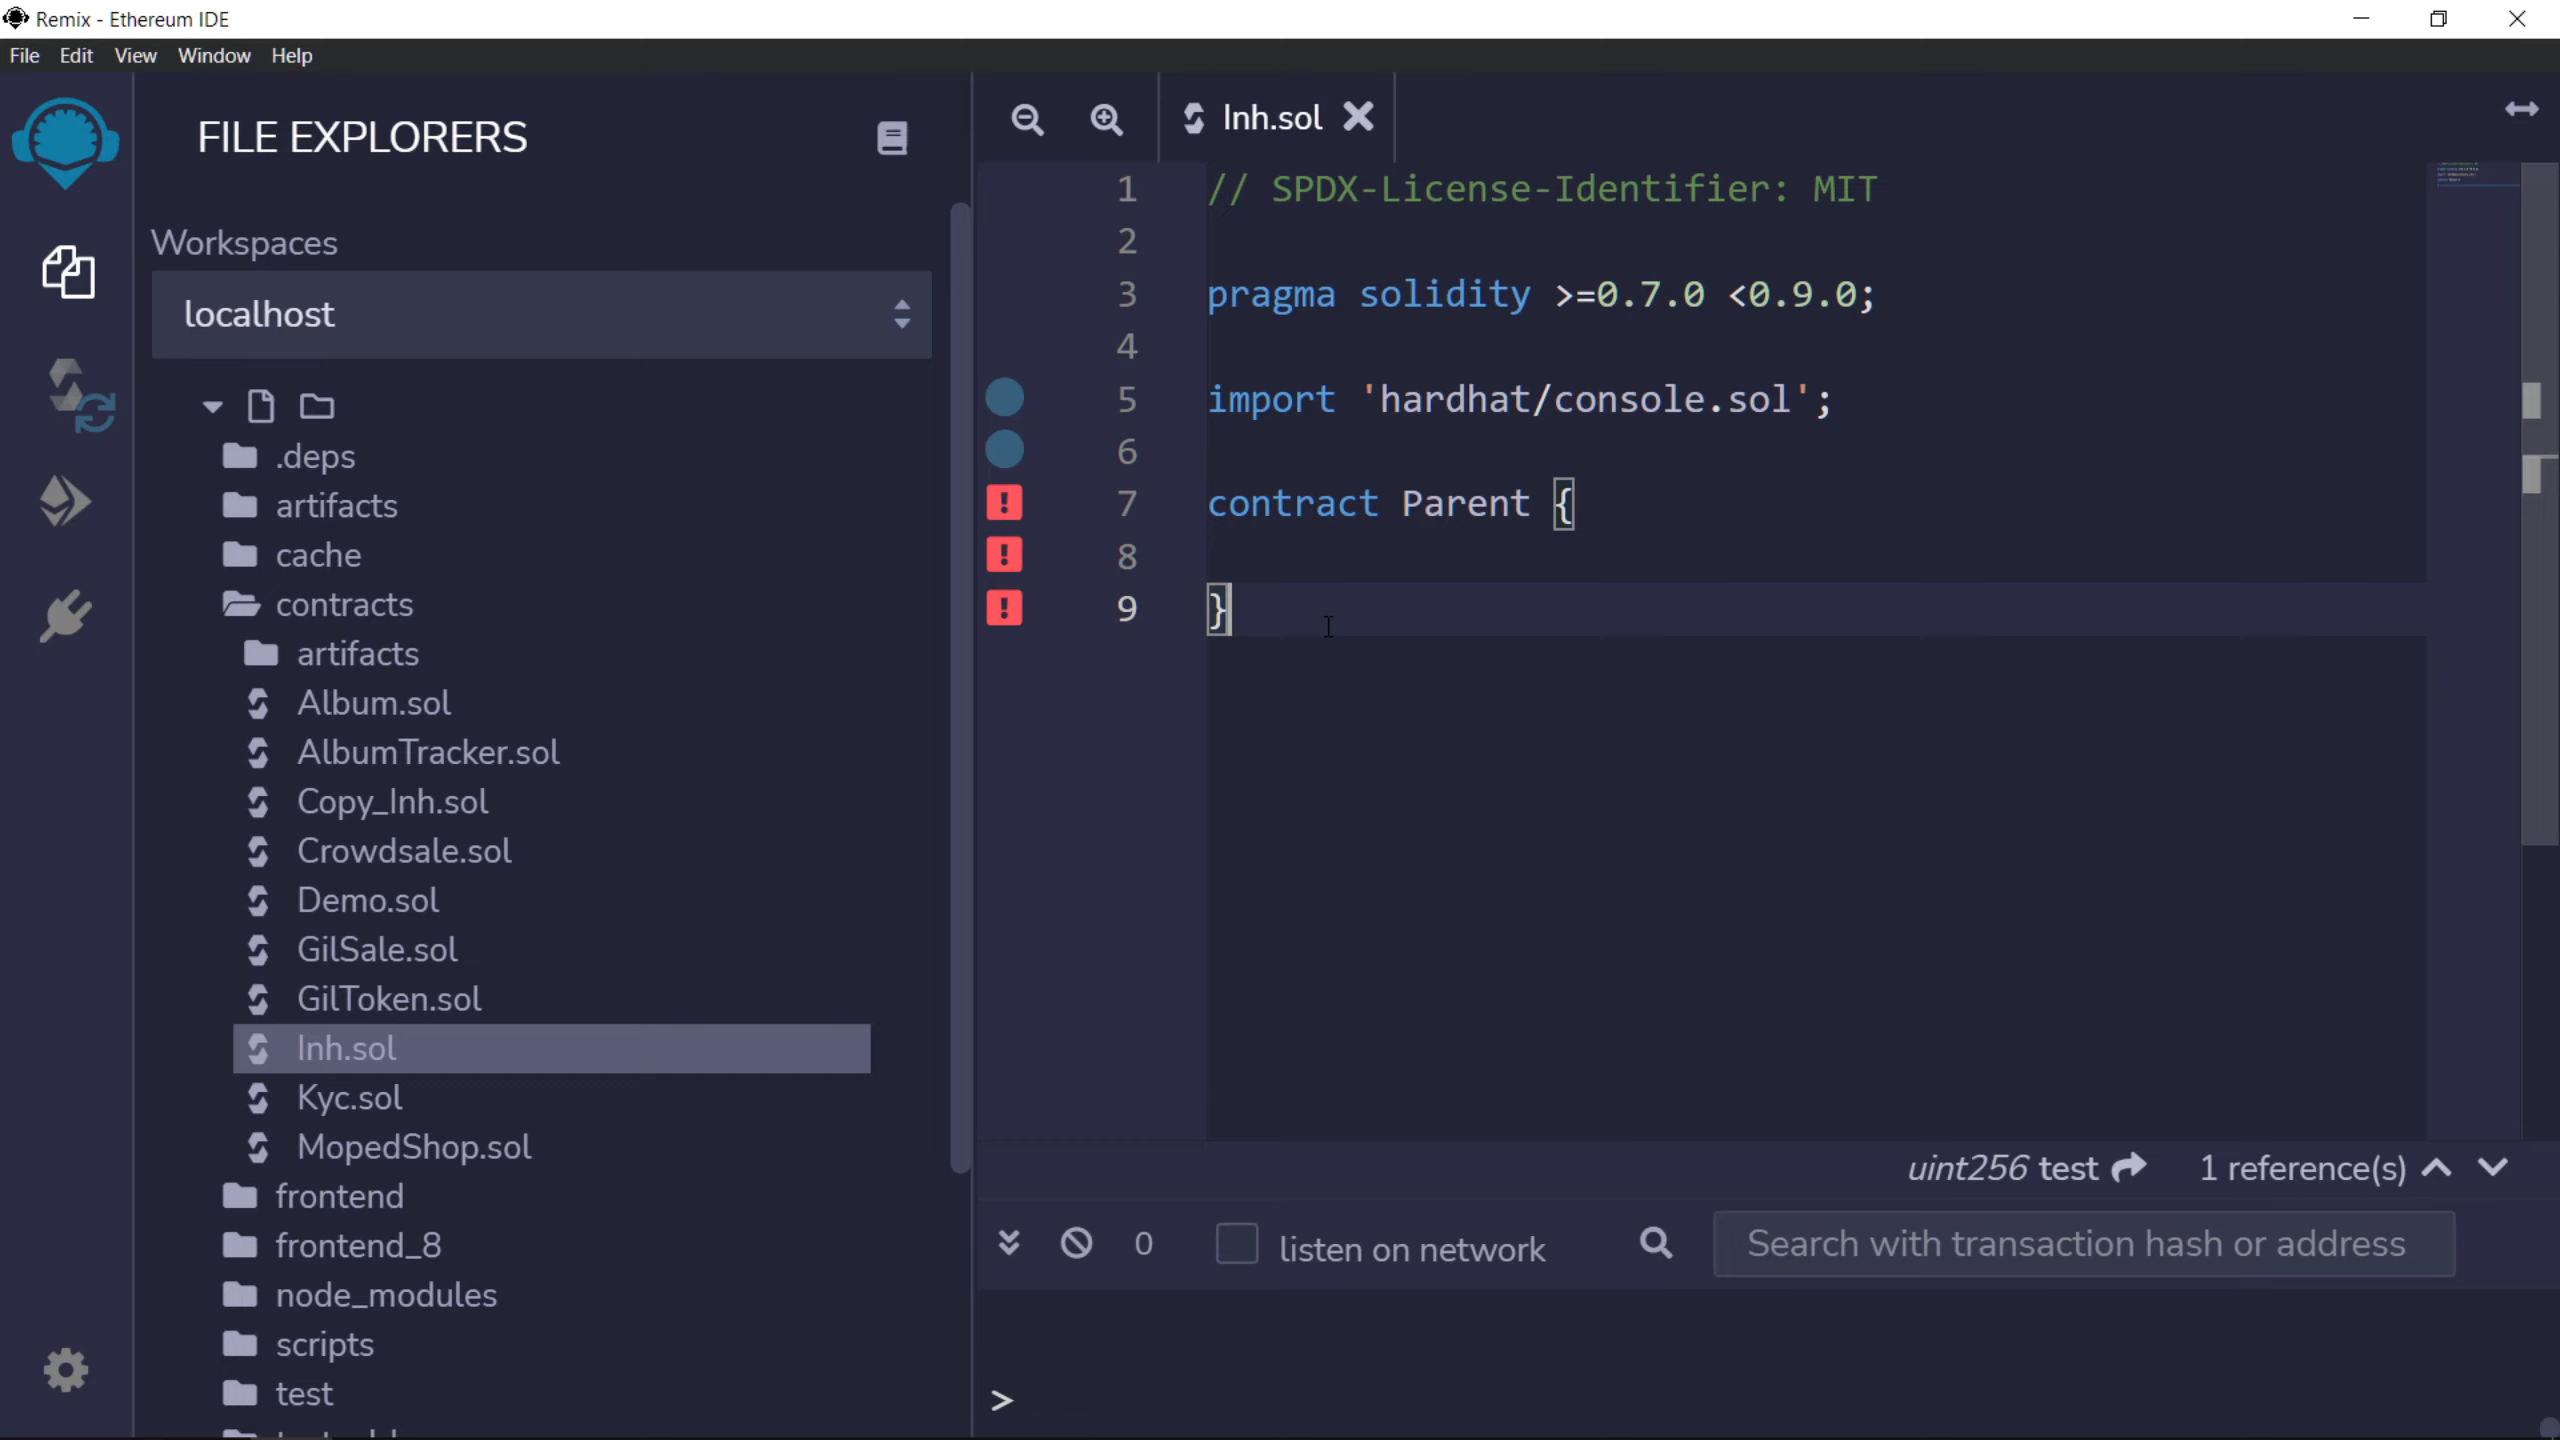 Remix - Ethereum IDE
File Edit View Window Help
FILE EXPLORERS
Workspaces
localhost
.deps
artifacts
cache
contracts
artifacts
Album.sol
AlbumTracker.sol
Copy_Inh.sol
Crowdsale.sol
Demo.sol
GilSale.sol
GilToken.sol
Inh.sol
Kyc.sol
MopedShop.sol
frontend
frontend_8
node_modules
scripts
test
Inh.sol
1 // SPDX-License-Identifier: MIT
2
3 pragma solidity >=0.7.0 <0.9.0;
4
5 import 'hardhat/console.sol';
6
7 contract Parent {
8
9 }
uint256 test 1 reference(s)
0 listen on network Search with transaction hash or address
>